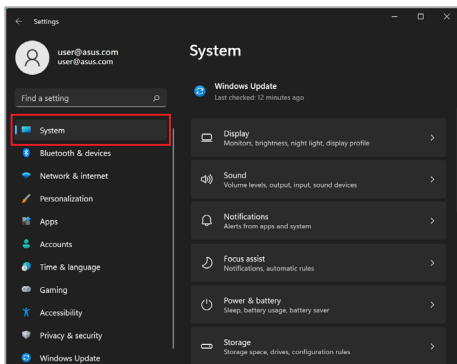 Settings
user@asus.com
user@asus.com
Find a setting
System
Bluetooth & devices
Network & internet
Personalization
Apps
Accounts
Time & language
Gaming
Accessibility
Privacy & security
Windows Update
System
Windows Update
Last checked: 12 minutes ago
Display
Monitors, brightness, night light, display profile
Sound
Volume levels, output, input, sound devices
Notifications
Alerts from apps and system
Focus assist
Notifications, automatic rules
Power & battery
Sleep, battery usage, battery saver
Storage
Storage space, drives, configuration rules